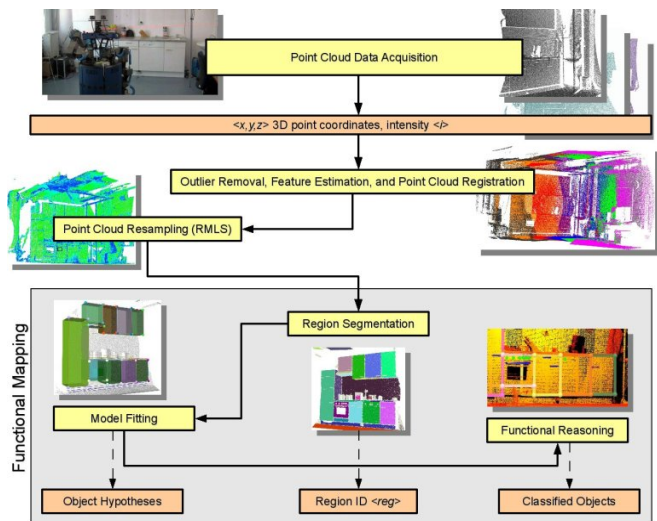 Point Cloud Data Acquisition
<x,y,z> 3D point coordinates, intensity <i>
Outlier Removal, Feature Estimation, and Point Cloud Registration
Point Cloud Resampling (RMLS)
Functional Mapping
Region Segmentation
Model Fitting
Functional Reasoning
Object Hypotheses
Region ID <reg>
Classified Objects